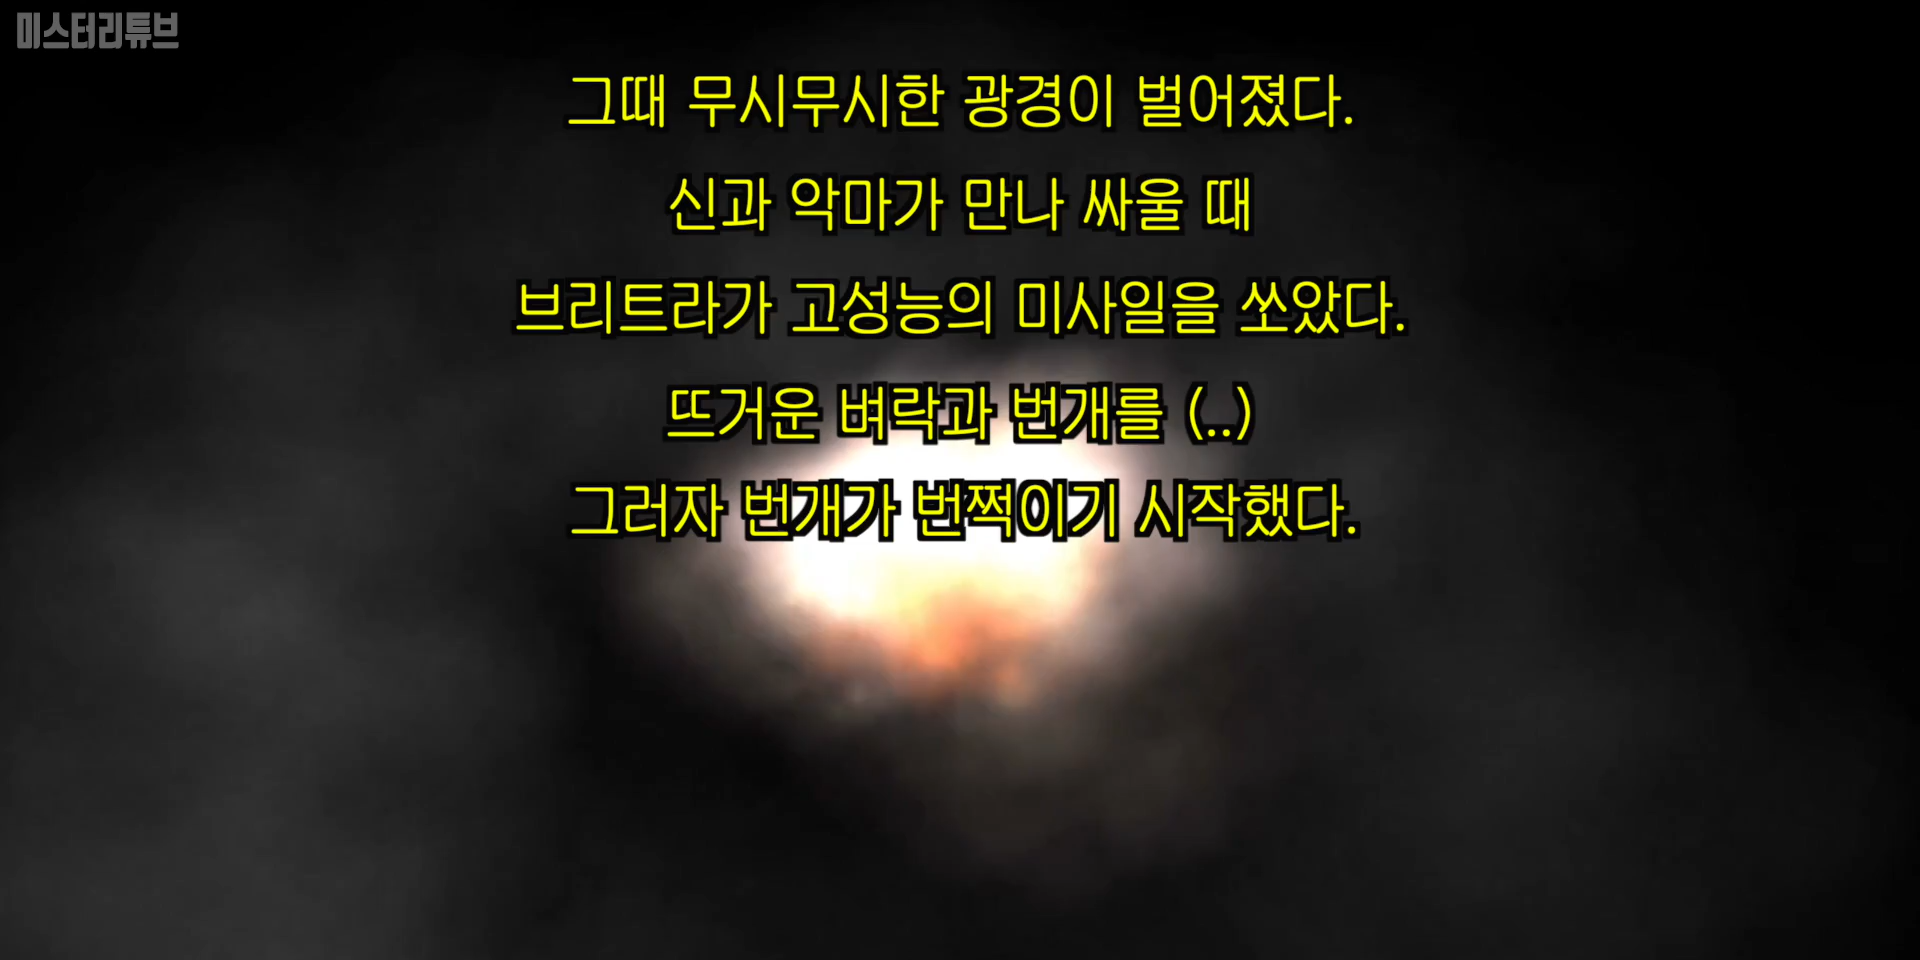 미스터리튜브
그때 무시무시한 광경이 벌어졌다.
신과 악마가 만나 싸울 때
브리트라가 고성능의 미사일을 쏘았다.
뜨거운 벼락과 번개를 (..)
그러자 번개가 번쩍이기 시작했다.